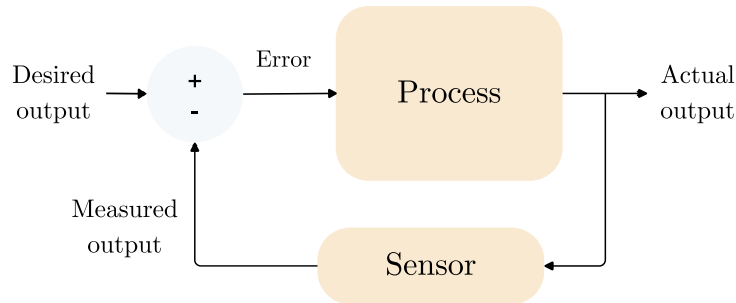 Desired
output
+
-
Error
Process
Actual
output
Measured
output
Sensor